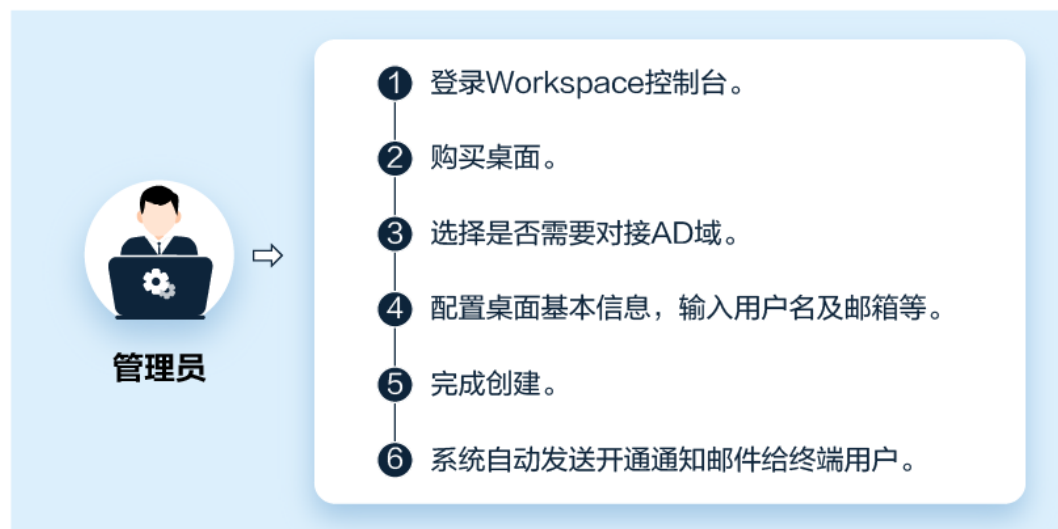 1 登录Workspace控制台。
2 购买桌面。
3 选择是否需要对接AD域。
4 配置桌面基本信息，输入用户名及邮箱等。
管理员
5 完成创建。
6 系统自动发送开通通知邮件给终端用户。